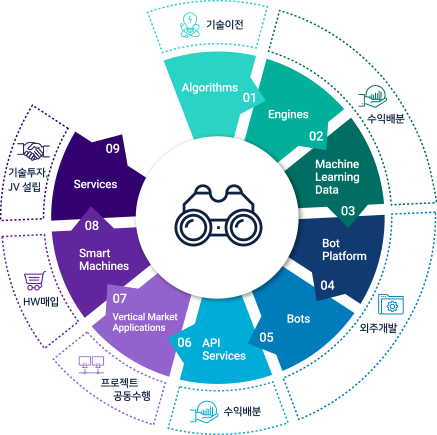 기술이전
Algorithms
01
Engines
02
수익배분
Machine
Learning
Data
03
Bot
Platform
04
외주개발
Bots
05
API
Services
06
수익배분
Vertical Market
Applications
07
프로젝트
공동수행
Smart
Machines
08
HW매입
Services
09
기술투자,
JV 설립